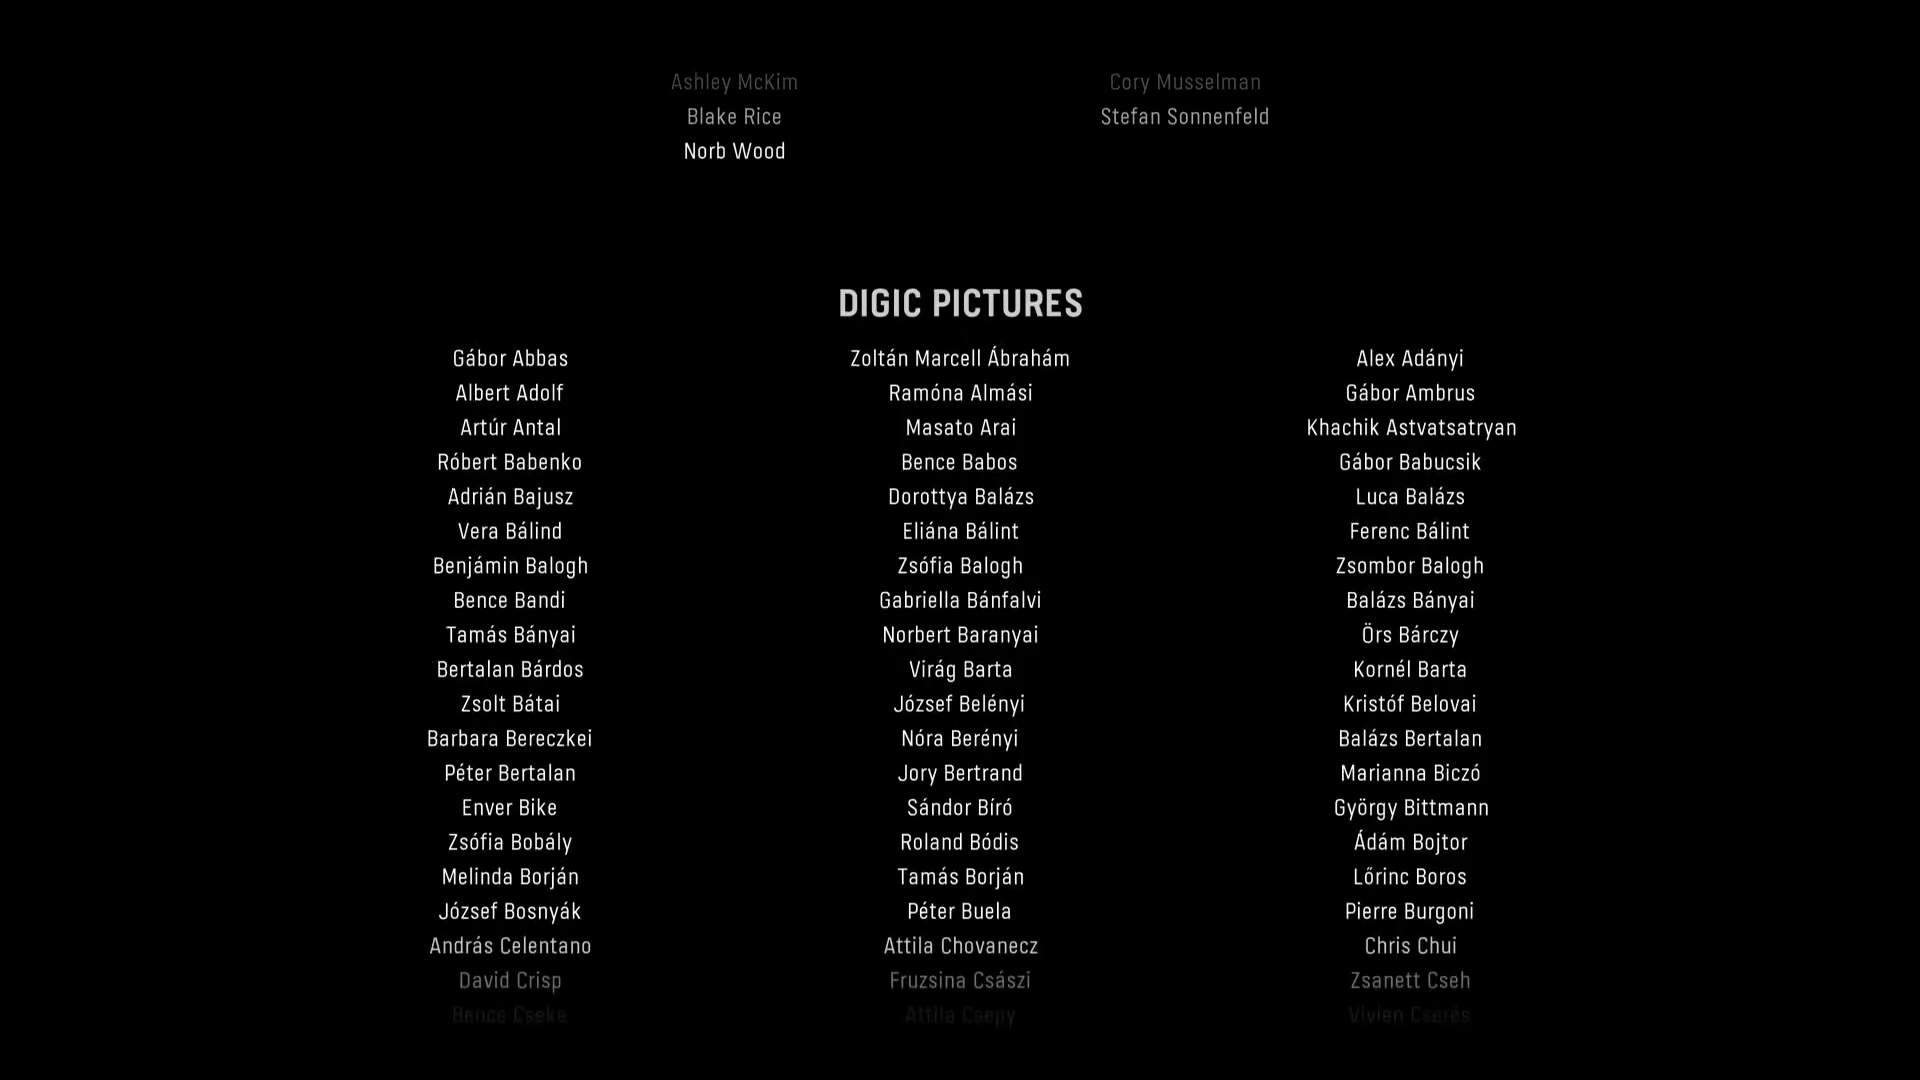 Ashley McKim Cory Musselman
Blake Rice Stefan Sonnenfeld
Norb Wood
DIGIC PICTURES
Gábor Abbas Zoltán Marcell Ábrahám Alex Adányi
Albert Adolf Ramóna Almási Gábor Ambrus
Artúr Antal Masato Arai Khachik Astvatsatryan
Róbert Babenko Bence Babos Gábor Babucsik
Adrián Bajusz Dorottya Balázs Luca Balázs
Vera Bálind Eliána Bálint Ferenc Bálint
Benjámin Balogh Zsófia Balogh Zsombor Balogh
Bence Bandi Gabriella Bánfalvi Balázs Bányai
Tamás Bányai Norbert Baranyai Örs Bárczy
Bertalan Bárdos Virág Barta Kornél Barta
Zsolt Bátai József Belényi Kristóf Belovai
Barbara Bereczkei Nóra Berényi Balázs Bertalan
Péter Bertalan Jory Bertrand Marianna Biczó
Enver Bike Sándor Bíró György Bittmann
Zsófia Bobály Roland Bódis Ádám Bojtor
Melinda Borján Tamás Borján Lőrinc Boros
József Bosnyák Péter Buela Pierre Burgoni
András Celentano Attila Chovanecz Chris Chui
David Crisp Fruzsina Császi Zsanett Cseh
Bence Cseke Attila Csepy Vivien Cserés